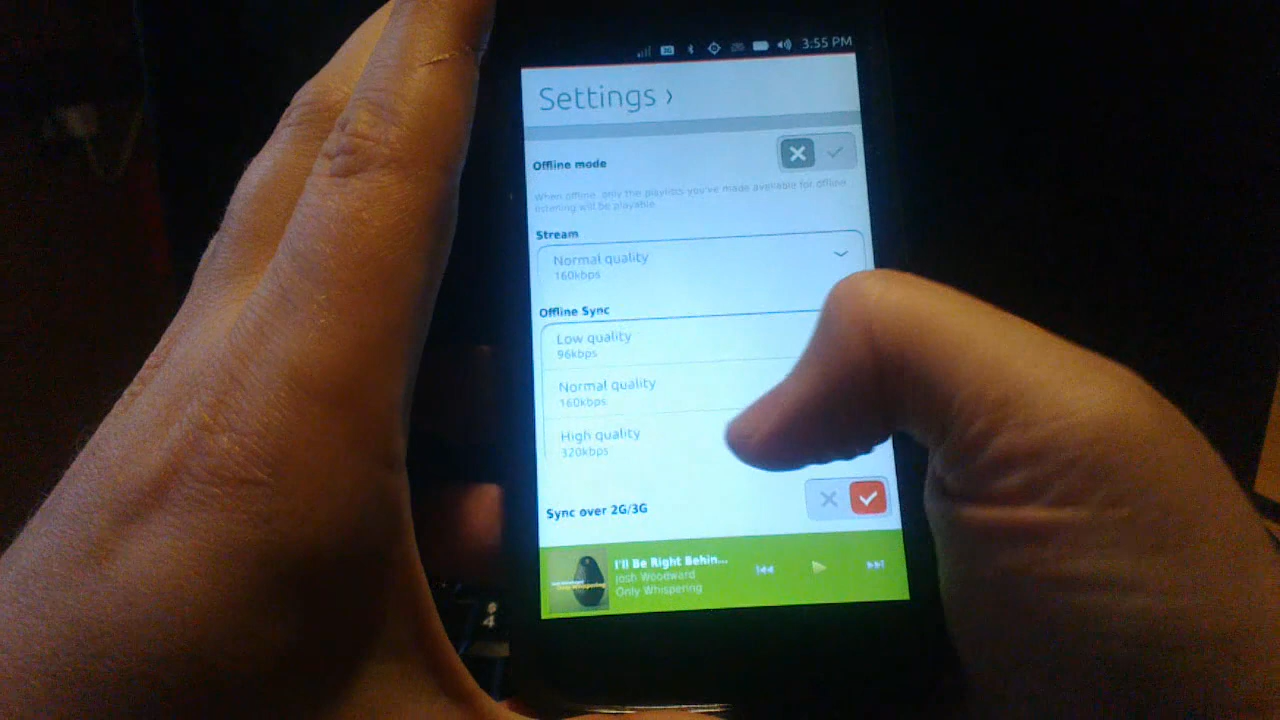 3G 3:55 PM
Settings ›
Offline mode
When offline, only the playlists you've made available for offline
listening will be playable.
Stream
Normal quality
160kbps
Offline Sync
Low quality
96kbps
Normal quality
160kbps
High quality
320kbps
Sync over 2G/3G
I'll Be Right Behin...
Josh Woodward
Only Whispering
4